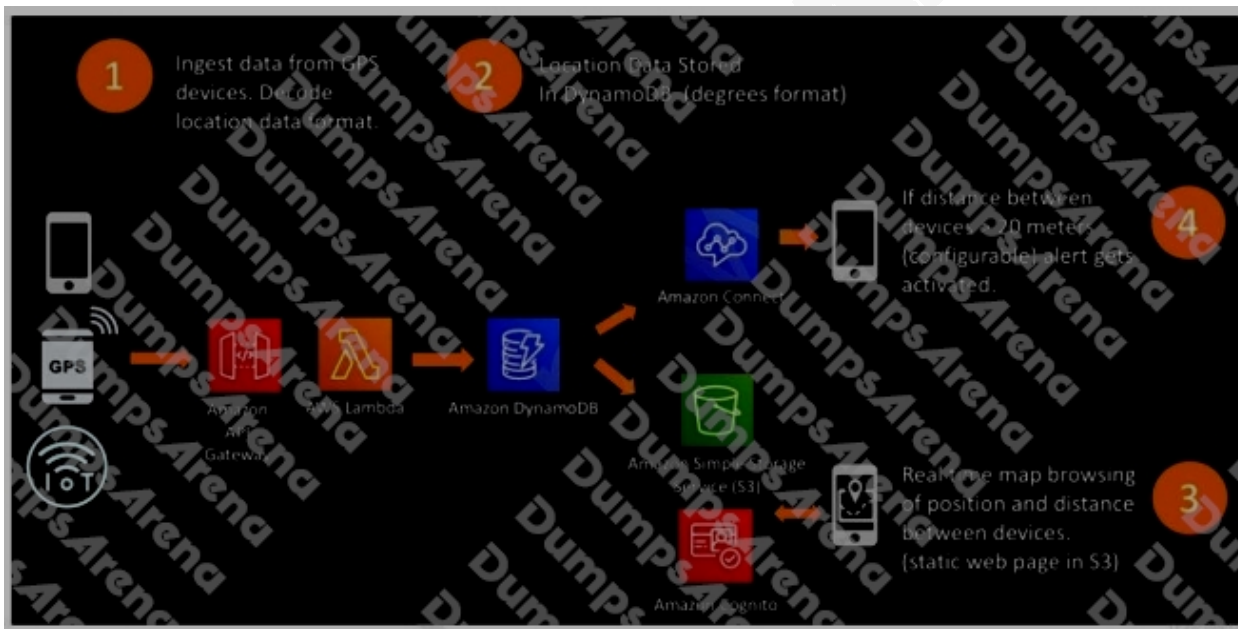 1
Ingest data from GPS
devices. Decode
location data format.
2
Location Data Stored
In DynamoDB (degrees format)
If distance between
devices > 20 meters
(configurable) alert gets
activated.
4
Amazon Connect
GPS
IoT
Amazon
API
Gateway
AWS Lambda
Amazon DynamoDB
Amazon Simple Storage
Service (S3)
Amazon Cognito
Real time map browsing
of position and distance
between devices.
(static web page in S3)
3
DumpsArena